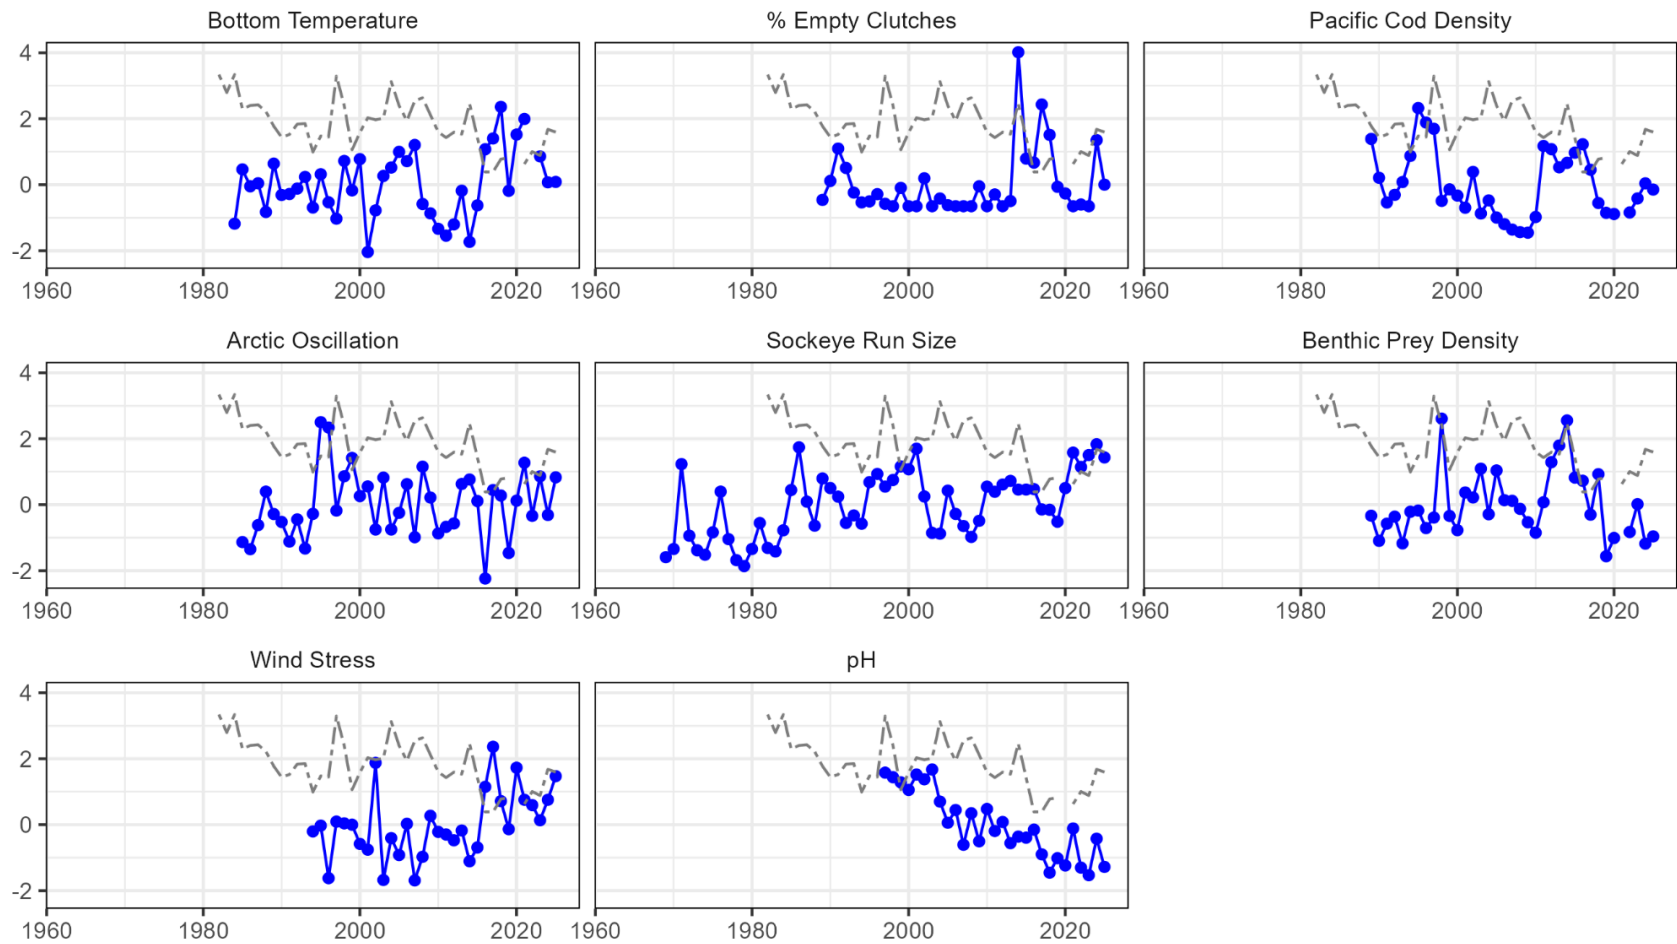 Bottom Temperature % Empty Clutches Pacific Cod Density
4
2
0
-2
1960 1980 2000 2020 1960 1980 2000 2020 1960 1980 2000 2020
Arctic Oscillation Sockeye Run Size Benthic Prey Density
4
2
0
-2
1960 1980 2000 2020 1960 1980 2000 2020 1960 1980 2000 2020
Wind Stress pH
4
2
0
-2
1960 1980 2000 2020 1960 1980 2000 2020